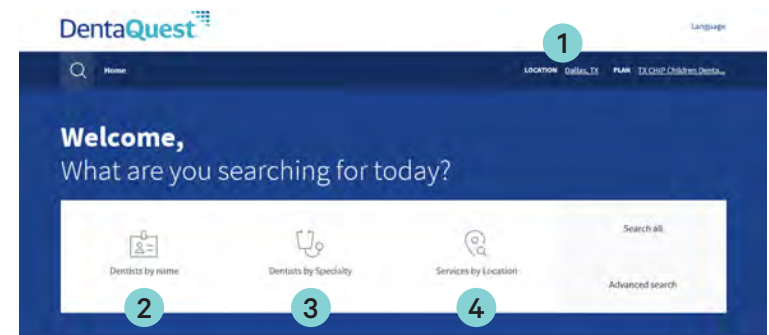 DentaQuest
Language
1
Home
LOCATION Dallas, TX PLAN TX CHIP Children Denta...
Welcome,
What are you searching for today?
Search all
Dentists by name
Dentists by Specialty
Services by Location
Advanced search
2
3
4